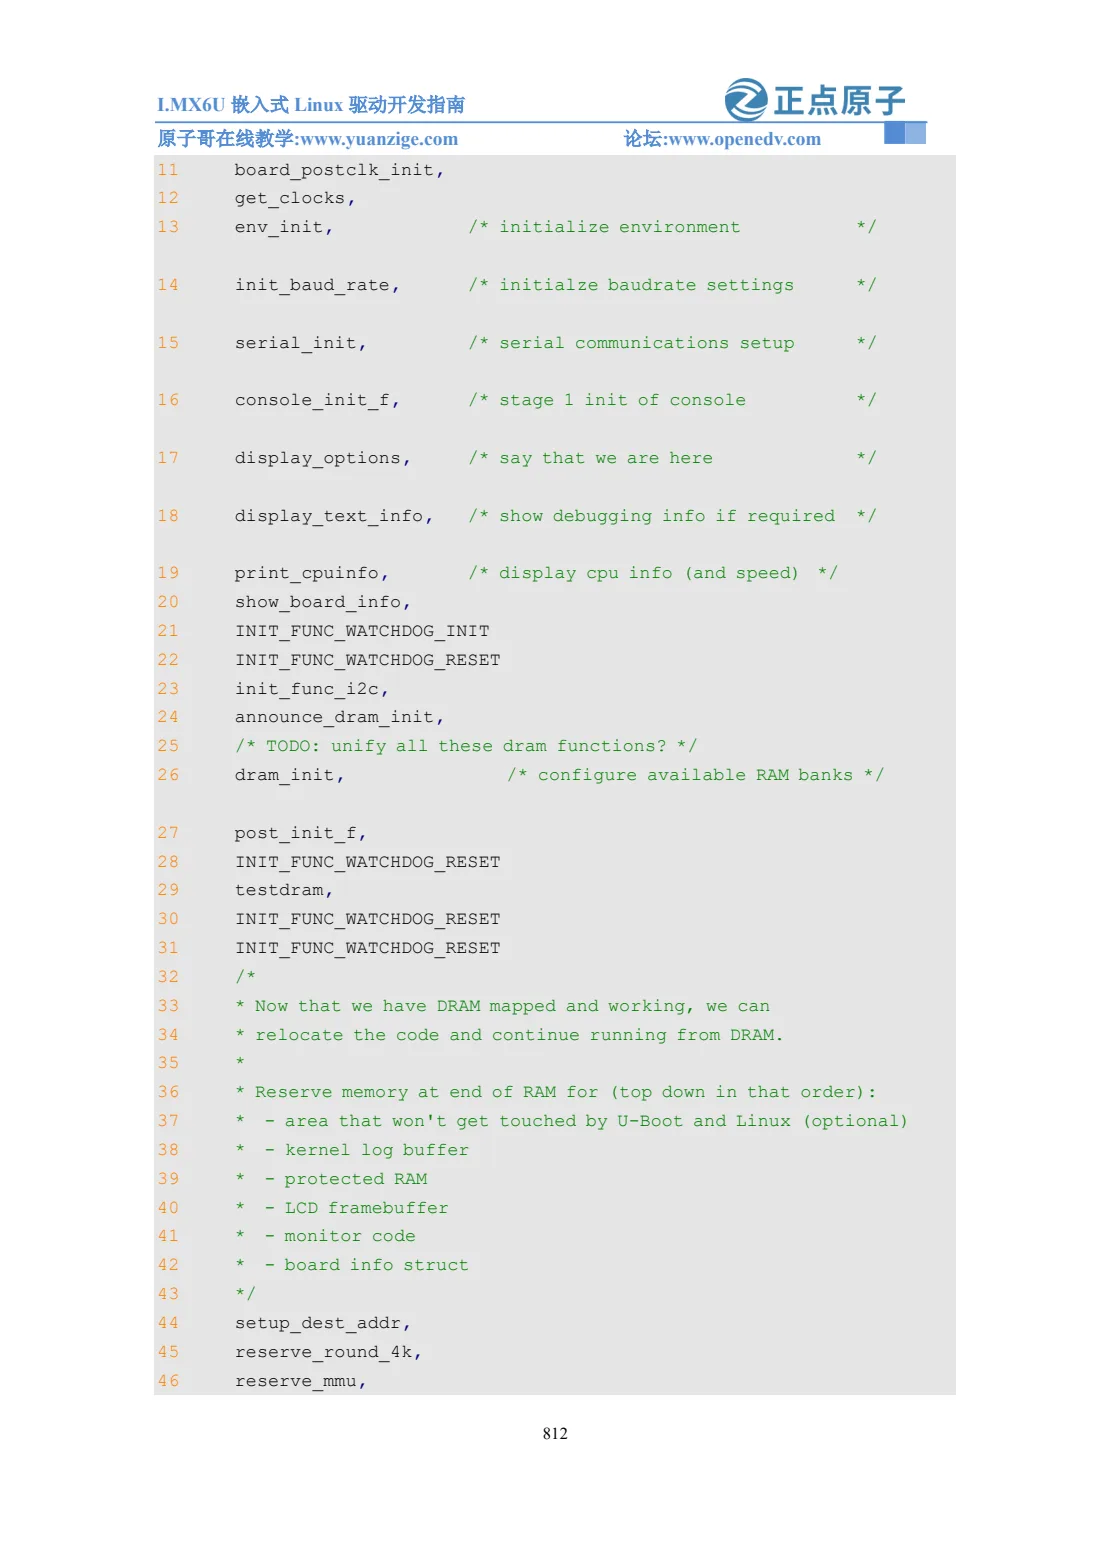 I.MX6U 嵌入式 Linux 驱动开发指南
正点原子
原子哥在线教学:www.yuanzige.com 论坛:www.openedv.com
11 board_postclk_init,
12 get_clocks,
13 env_init, /* initialize environment */
14 init_baud_rate, /* initialze baudrate settings */
15 serial_init, /* serial communications setup */
16 console_init_f, /* stage 1 init of console */
17 display_options, /* say that we are here */
18 display_text_info, /* show debugging info if required */
19 print_cpuinfo, /* display cpu info (and speed) */
20 show_board_info,
21 INIT_FUNC_WATCHDOG_INIT
22 INIT_FUNC_WATCHDOG_RESET
23 init_func_i2c,
24 announce_dram_init,
25 /* TODO: unify all these dram functions? */
26 dram_init, /* configure available RAM banks */
27 post_init_f,
28 INIT_FUNC_WATCHDOG_RESET
29 testdram,
30 INIT_FUNC_WATCHDOG_RESET
31 INIT_FUNC_WATCHDOG_RESET
32 /*
33 * Now that we have DRAM mapped and working, we can
34 * relocate the code and continue running from DRAM.
35 *
36 * Reserve memory at end of RAM for (top down in that order):
37 * - area that won't get touched by U-Boot and Linux (optional)
38 * - kernel log buffer
39 * - protected RAM
40 * - LCD framebuffer
41 * - monitor code
42 * - board info struct
43 */
44 setup_dest_addr,
45 reserve_round_4k,
46 reserve_mmu,
812